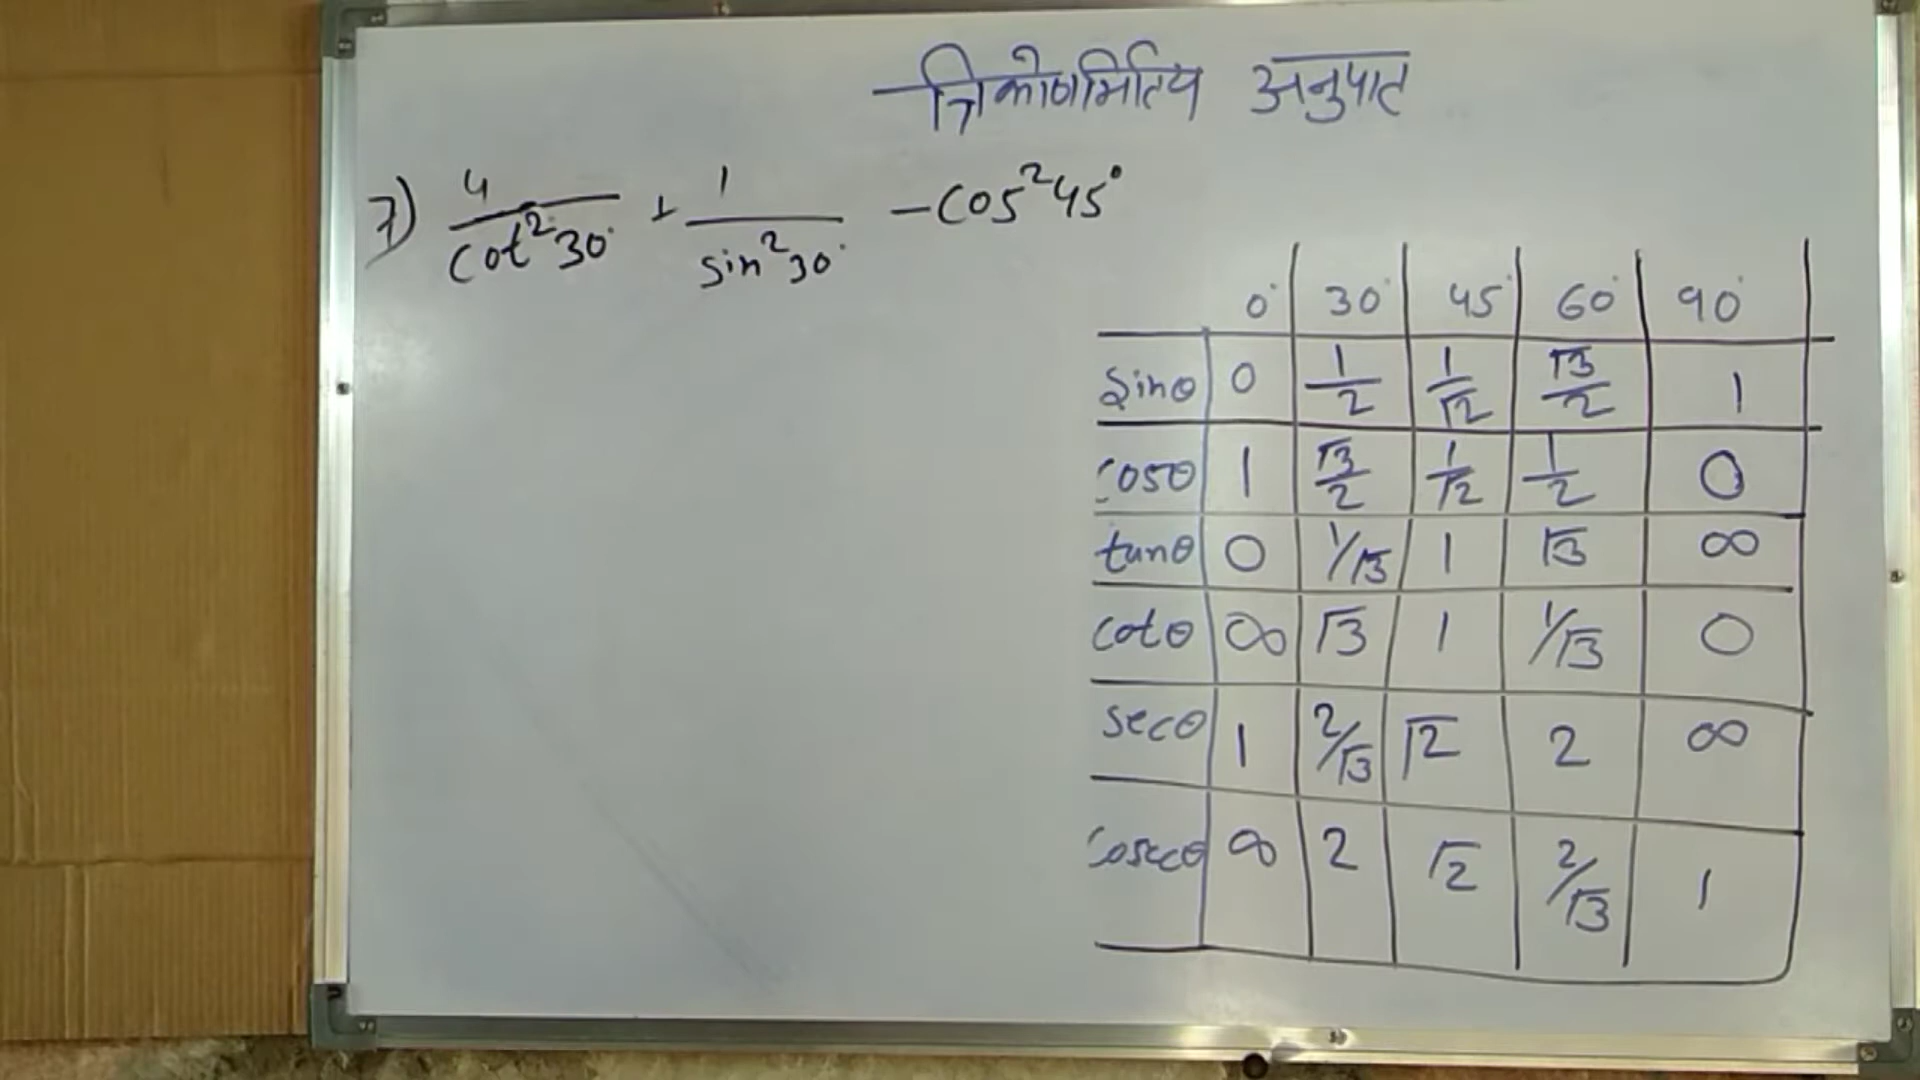 त्रिकोणमितिय अनुपात
7) 4/cot²30° + 1/sin²30° - cos²45°
0° 30° 45° 60° 90°
sinθ 0 1/2 1/√2 √3/2 1
cosθ 1 √3/2 1/√2 1/2 0
tanθ 0 1/√3 1 √3 ∞
cotθ ∞ √3 1 1/√3 0
secθ 1 2/√3 √2 2 ∞
cosecθ ∞ 2 √2 2/√3 1